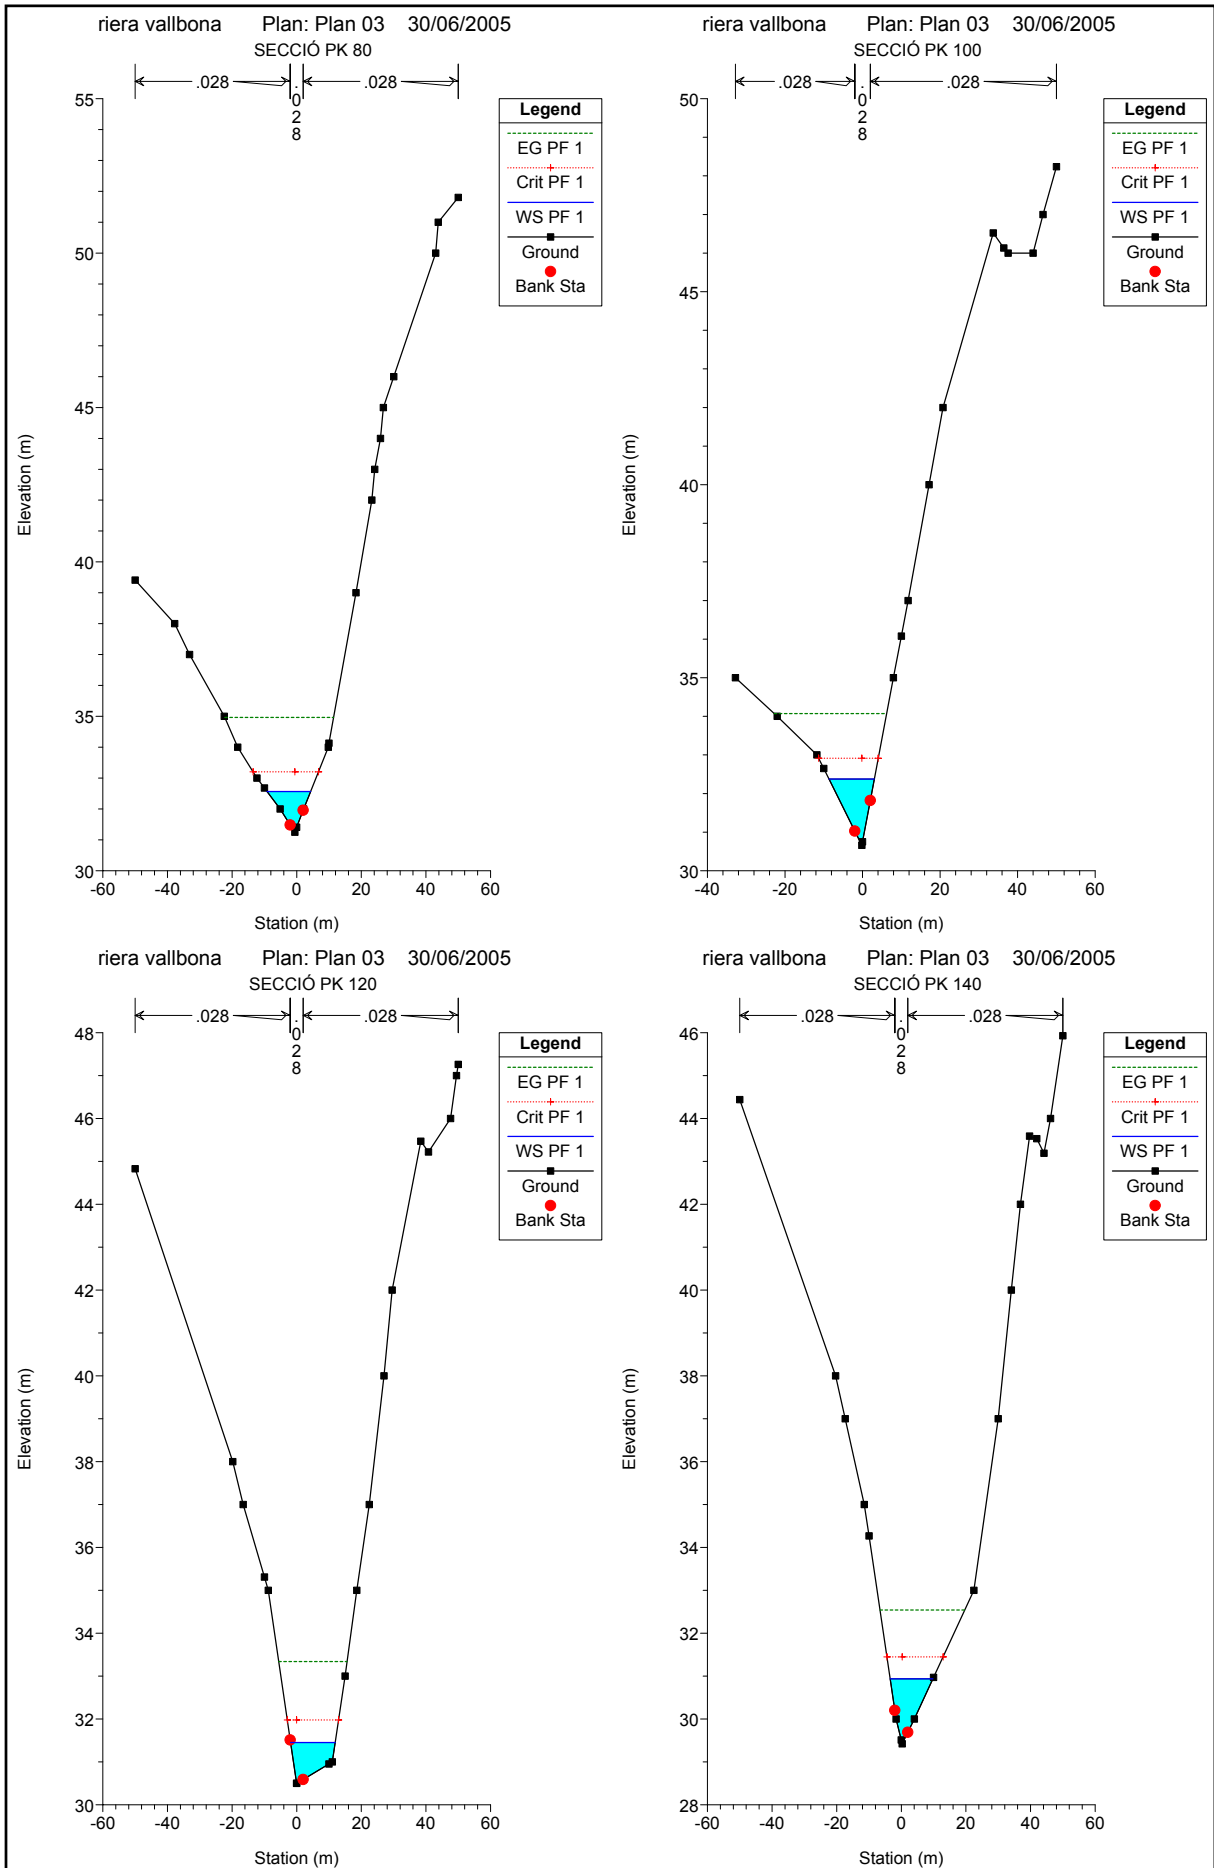 riera vallbona Plan: Plan 03 30/06/2005
SECCIÓ PK 80
.028 .028 .028
55
50
45
40
35
30
Elevation (m)
-60 -40 -20 0 20 40 60
Station (m)
Legend
EG PF 1
Crit PF 1
WS PF 1
Ground
Bank Sta
riera vallbona Plan: Plan 03 30/06/2005
SECCIÓ PK 100
.028 .028 .028
50
45
40
35
30
Elevation (m)
-40 -20 0 20 40 60
Station (m)
Legend
EG PF 1
Crit PF 1
WS PF 1
Ground
Bank Sta
riera vallbona Plan: Plan 03 30/06/2005
SECCIÓ PK 120
.028 .028 .028
48
46
44
42
40
38
36
34
32
30
Elevation (m)
-60 -40 -20 0 20 40 60
Station (m)
Legend
EG PF 1
Crit PF 1
WS PF 1
Ground
Bank Sta
riera vallbona Plan: Plan 03 30/06/2005
SECCIÓ PK 140
.028 .028 .028
46
44
42
40
38
36
34
32
30
28
Elevation (m)
-60 -40 -20 0 20 40 60
Station (m)
Legend
EG PF 1
Crit PF 1
WS PF 1
Ground
Bank Sta